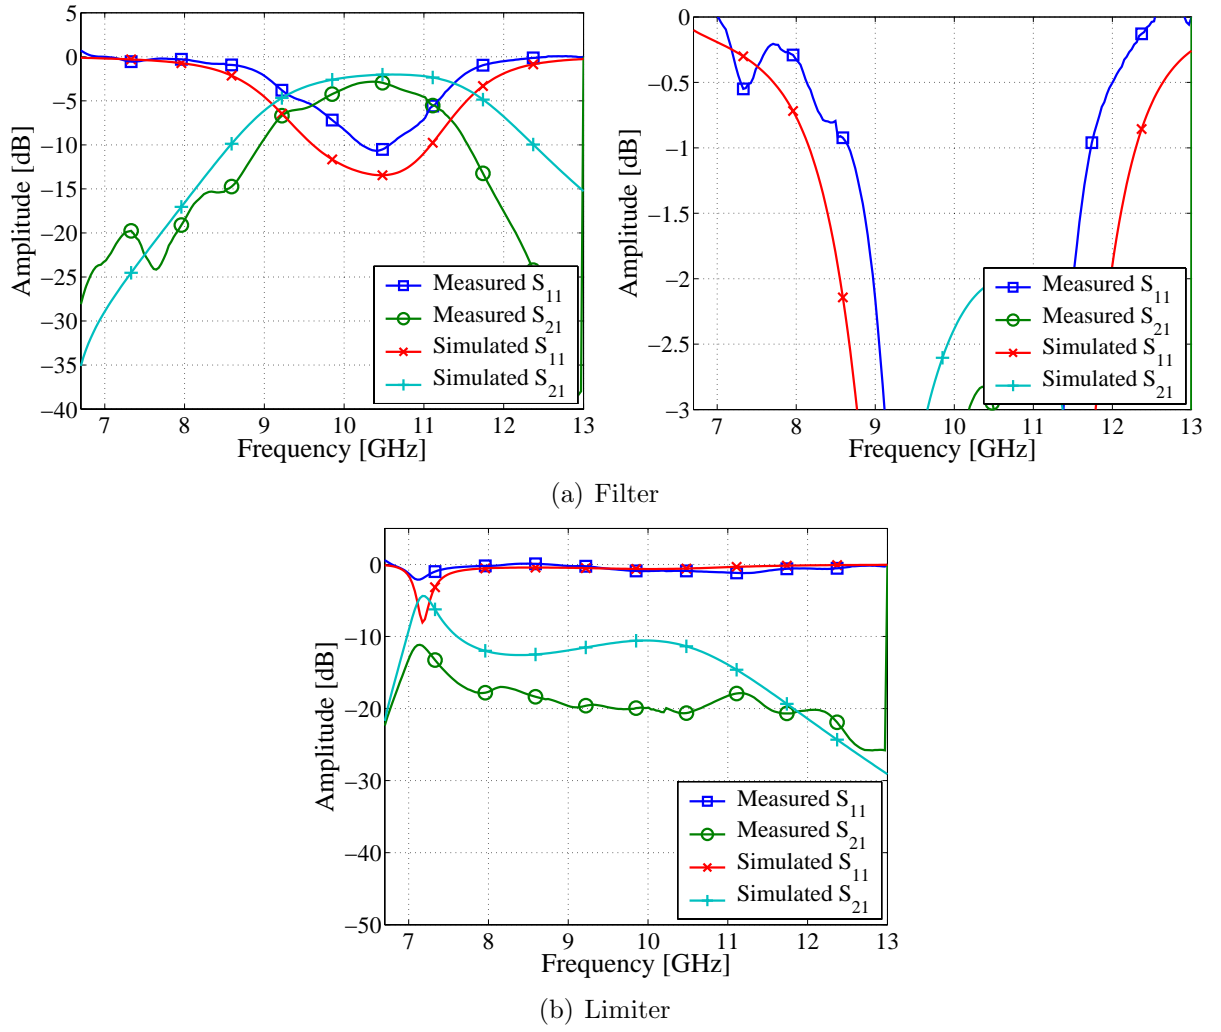 5
0
−5
−10
−15
−20
−25
−30
−35
−40
Amplitude [dB]
7 8 9 10 11 12 13
Frequency [GHz]
Measured S11
Measured S21
Simulated S11
Simulated S21
0
−0.5
−1
−1.5
−2
−2.5
−3
Amplitude [dB]
7 8 9 10 11 12 13
Frequency [GHz]
Measured S11
Measured S21
Simulated S11
Simulated S21
(a) Filter
0
−10
−20
−30
−40
−50
Amplitude [dB]
7 8 9 10 11 12 13
Frequency [GHz]
Measured S11
Measured S21
Simulated S11
Simulated S21
(b) Limiter